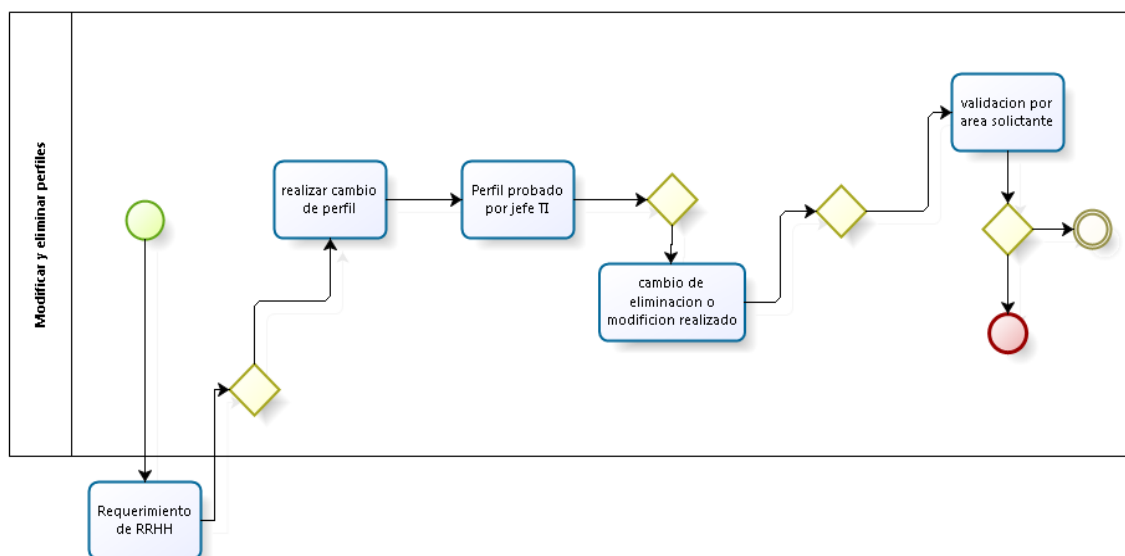 Modificar y eliminar perfiles
realizar cambio
de perfil
Perfil probado
por jefe TI
validacion por
area solictante
cambio de
eliminacion o
modificion realizado
Requerimiento
de RRHH